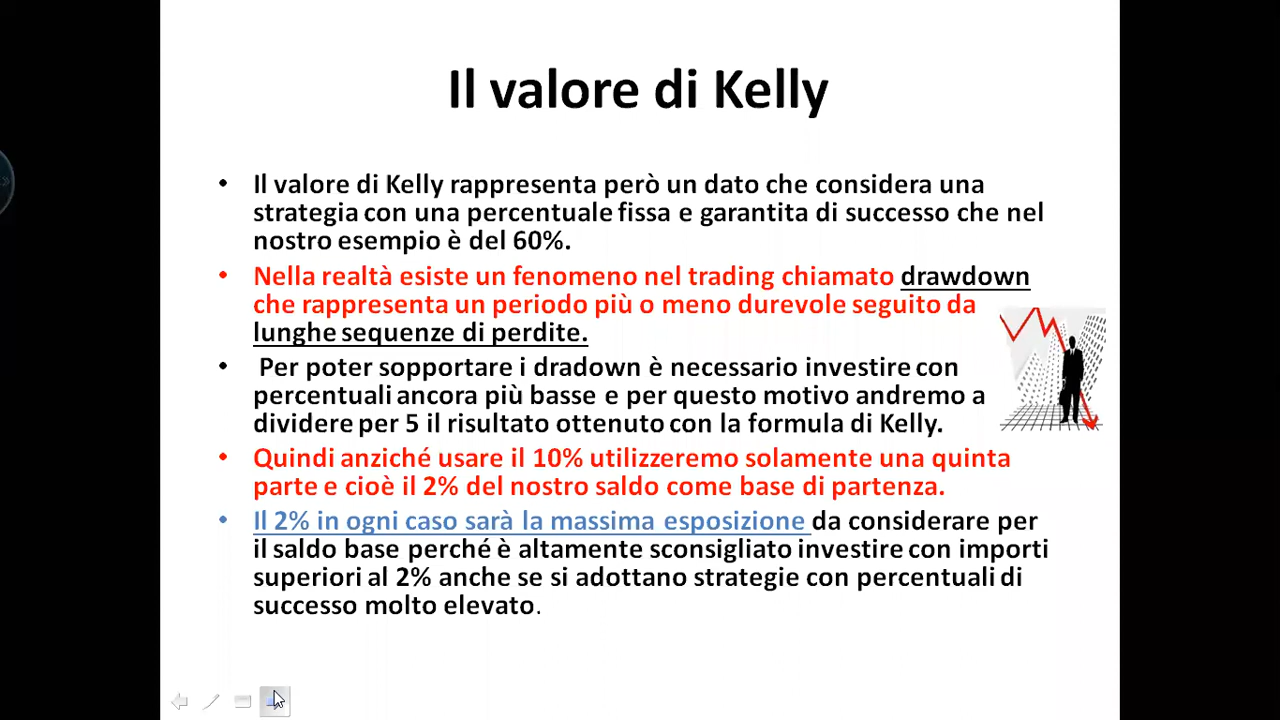 Il valore di Kelly
• Il valore di Kelly rappresenta però un dato che considera una
strategia con una percentuale fissa e garantita di successo che nel
nostro esempio è del 60%.
• Nella realtà esiste un fenomeno nel trading chiamato drawdown
che rappresenta un periodo più o meno durevole seguito da
lunghe sequenze di perdite.
• Per poter sopportare i dradown è necessario investire con
percentuali ancora più basse e per questo motivo andremo a
dividere per 5 il risultato ottenuto con la formula di Kelly.
• Quindi anziché usare il 10% utilizzeremo solamente una quinta
parte e cioè il 2% del nostro saldo come base di partenza.
• Il 2% in ogni caso sarà la massima esposizione da considerare per
il saldo base perché è altamente sconsigliato investire con importi
superiori al 2% anche se si adottano strategie con percentuali di
successo molto elevato.